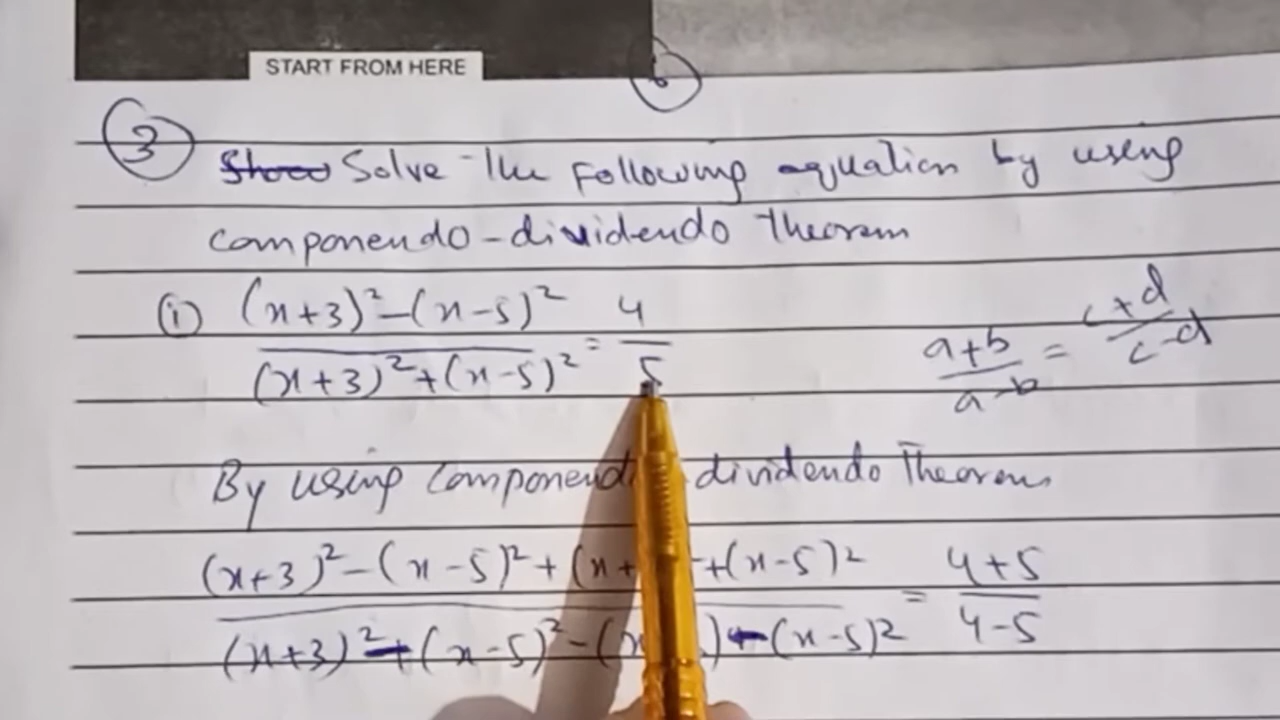 START FROM HERE
3 Solve the following equation by using
componendo-dividendo Theorem
(i) (x+3)²-(x-5)² / (x+3)²+(x-5)² = 4/5
a+b / a-b = c+d / c-d
By using Componend dividendo Theorem
(x+3)²-(x-5)²+(x+ +(x-5)² / (x+3)²+(x-5)²-( )-(x-5)² = 4+5 / 4-5